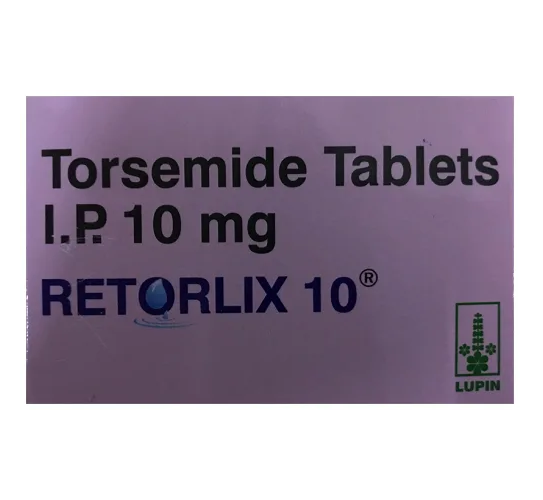 Torsemide Tablets
I.P. 10 mg
RETORLIX 10®
LUPIN